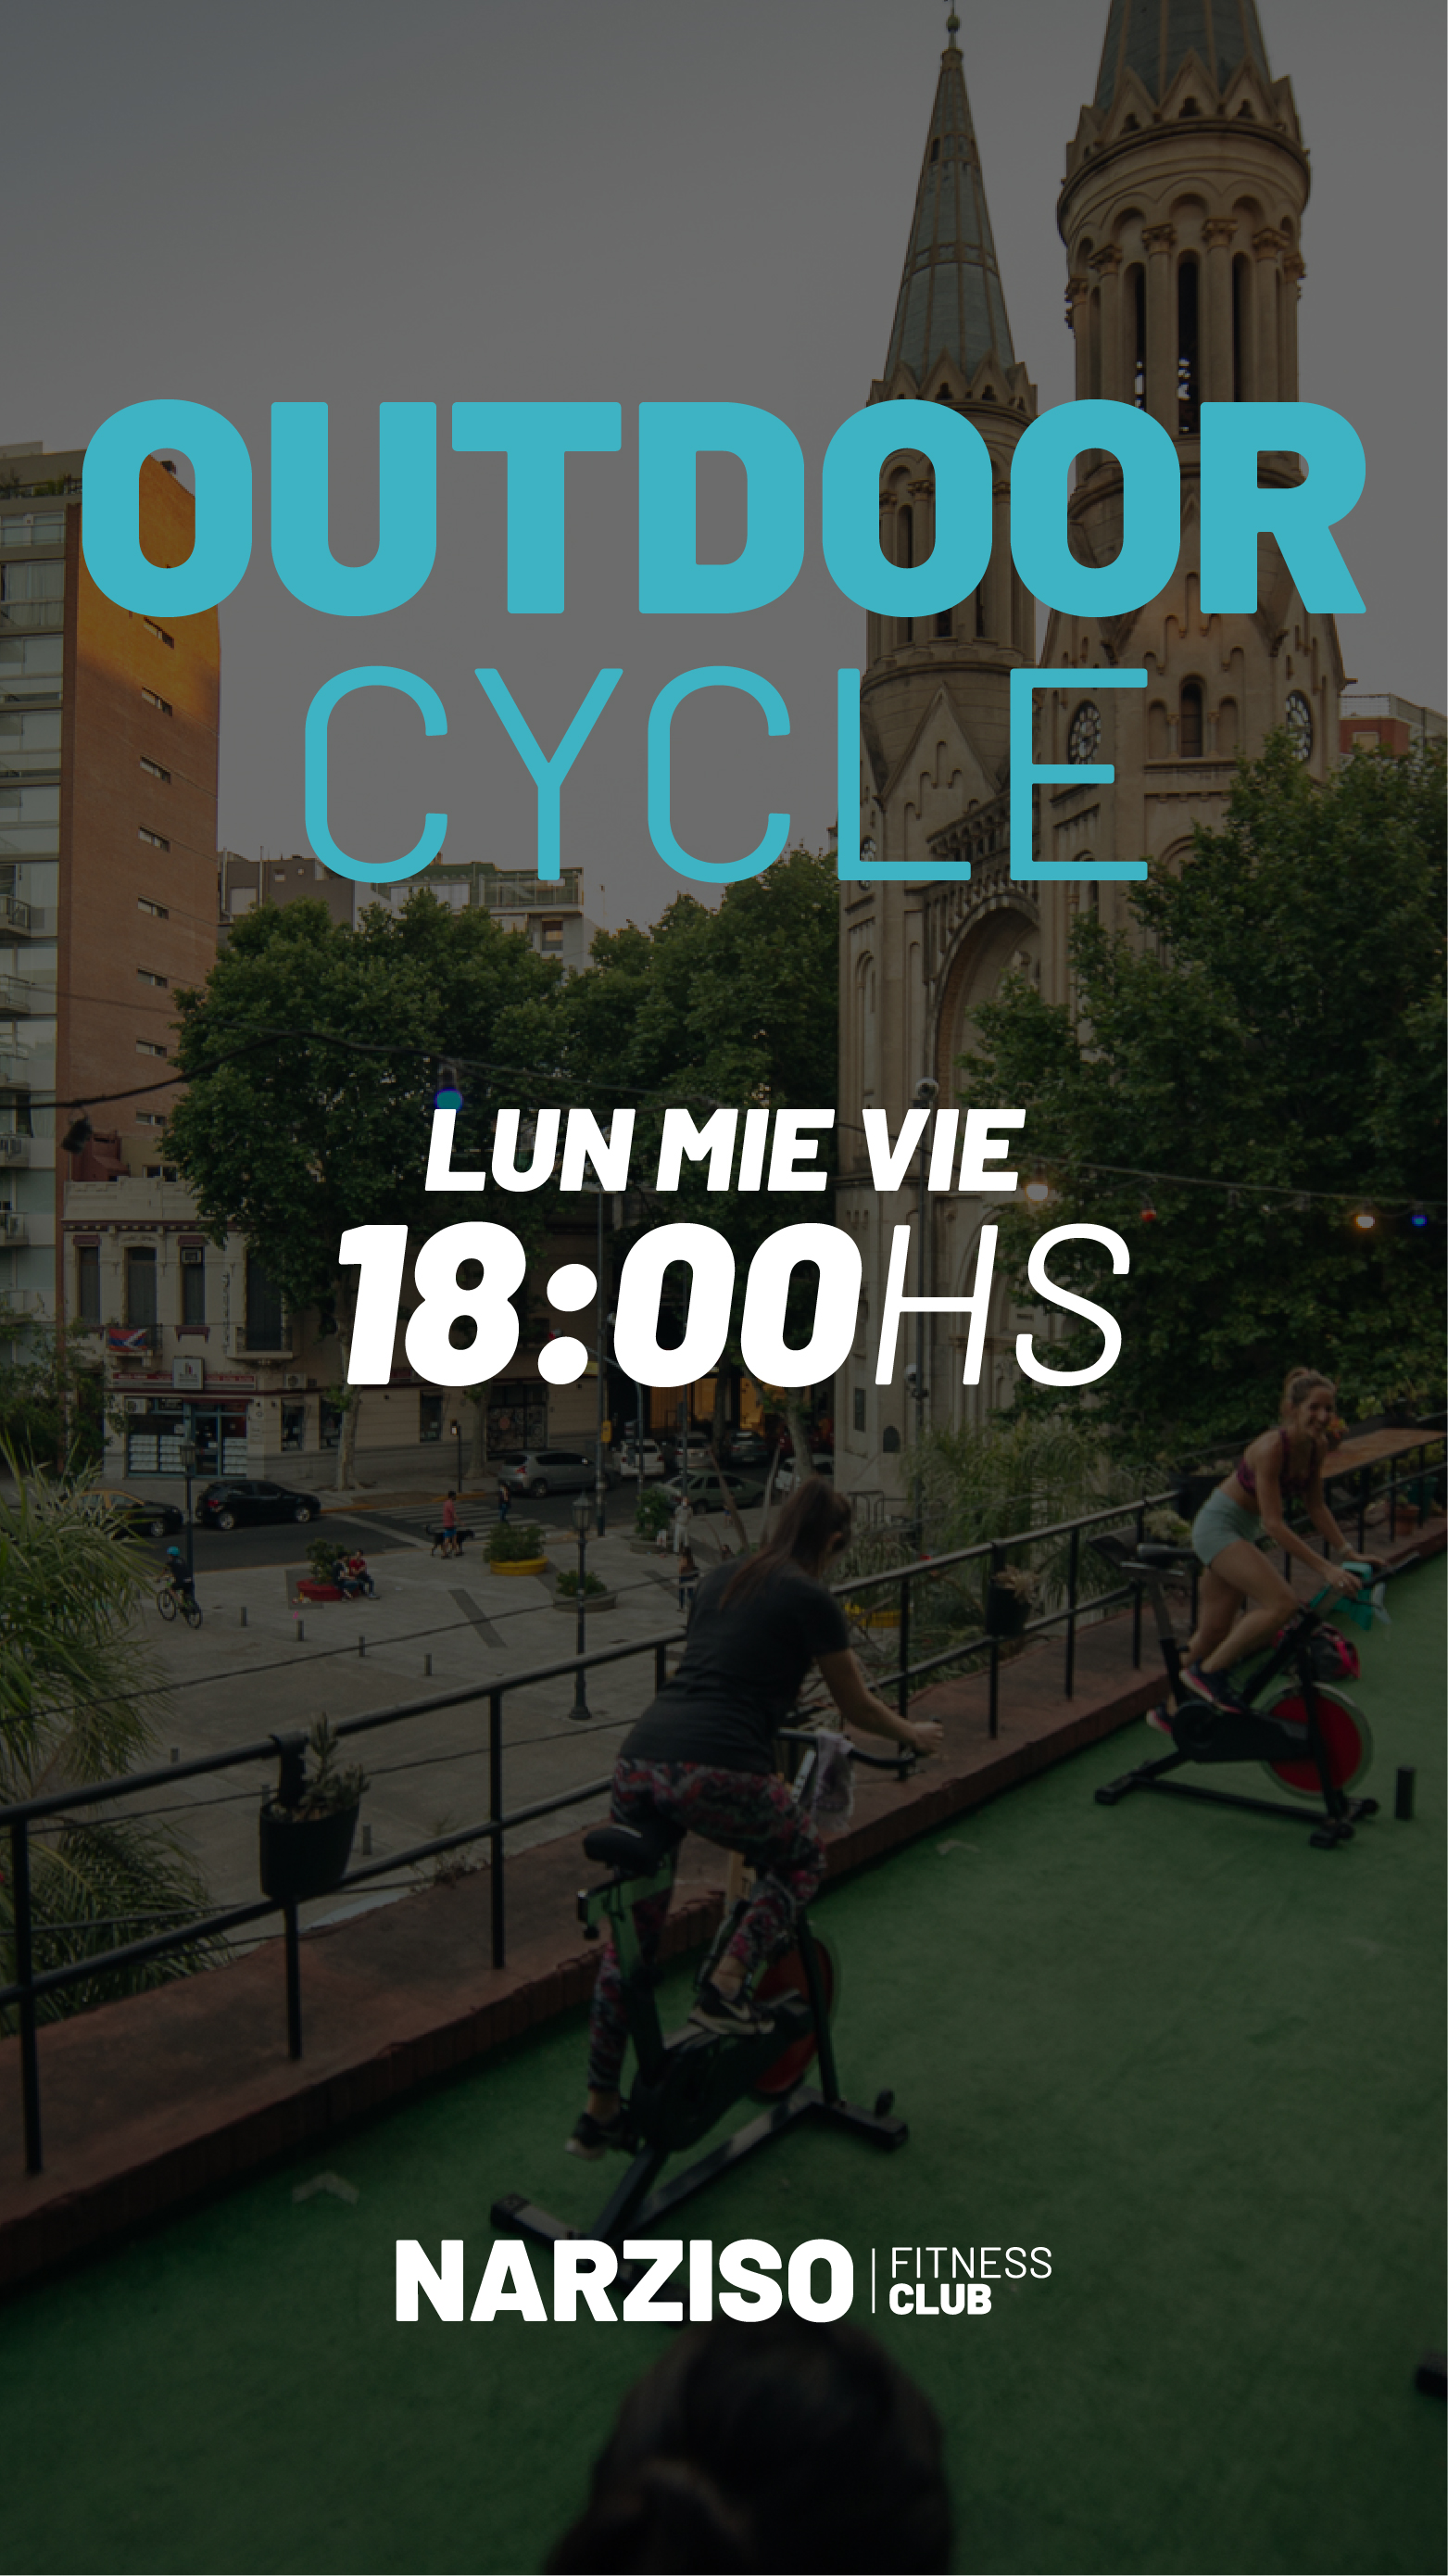 OUTDOOR
CYCLE
LUN MIE VIE
18:00HS
NARZISO | FITNESS
CLUB